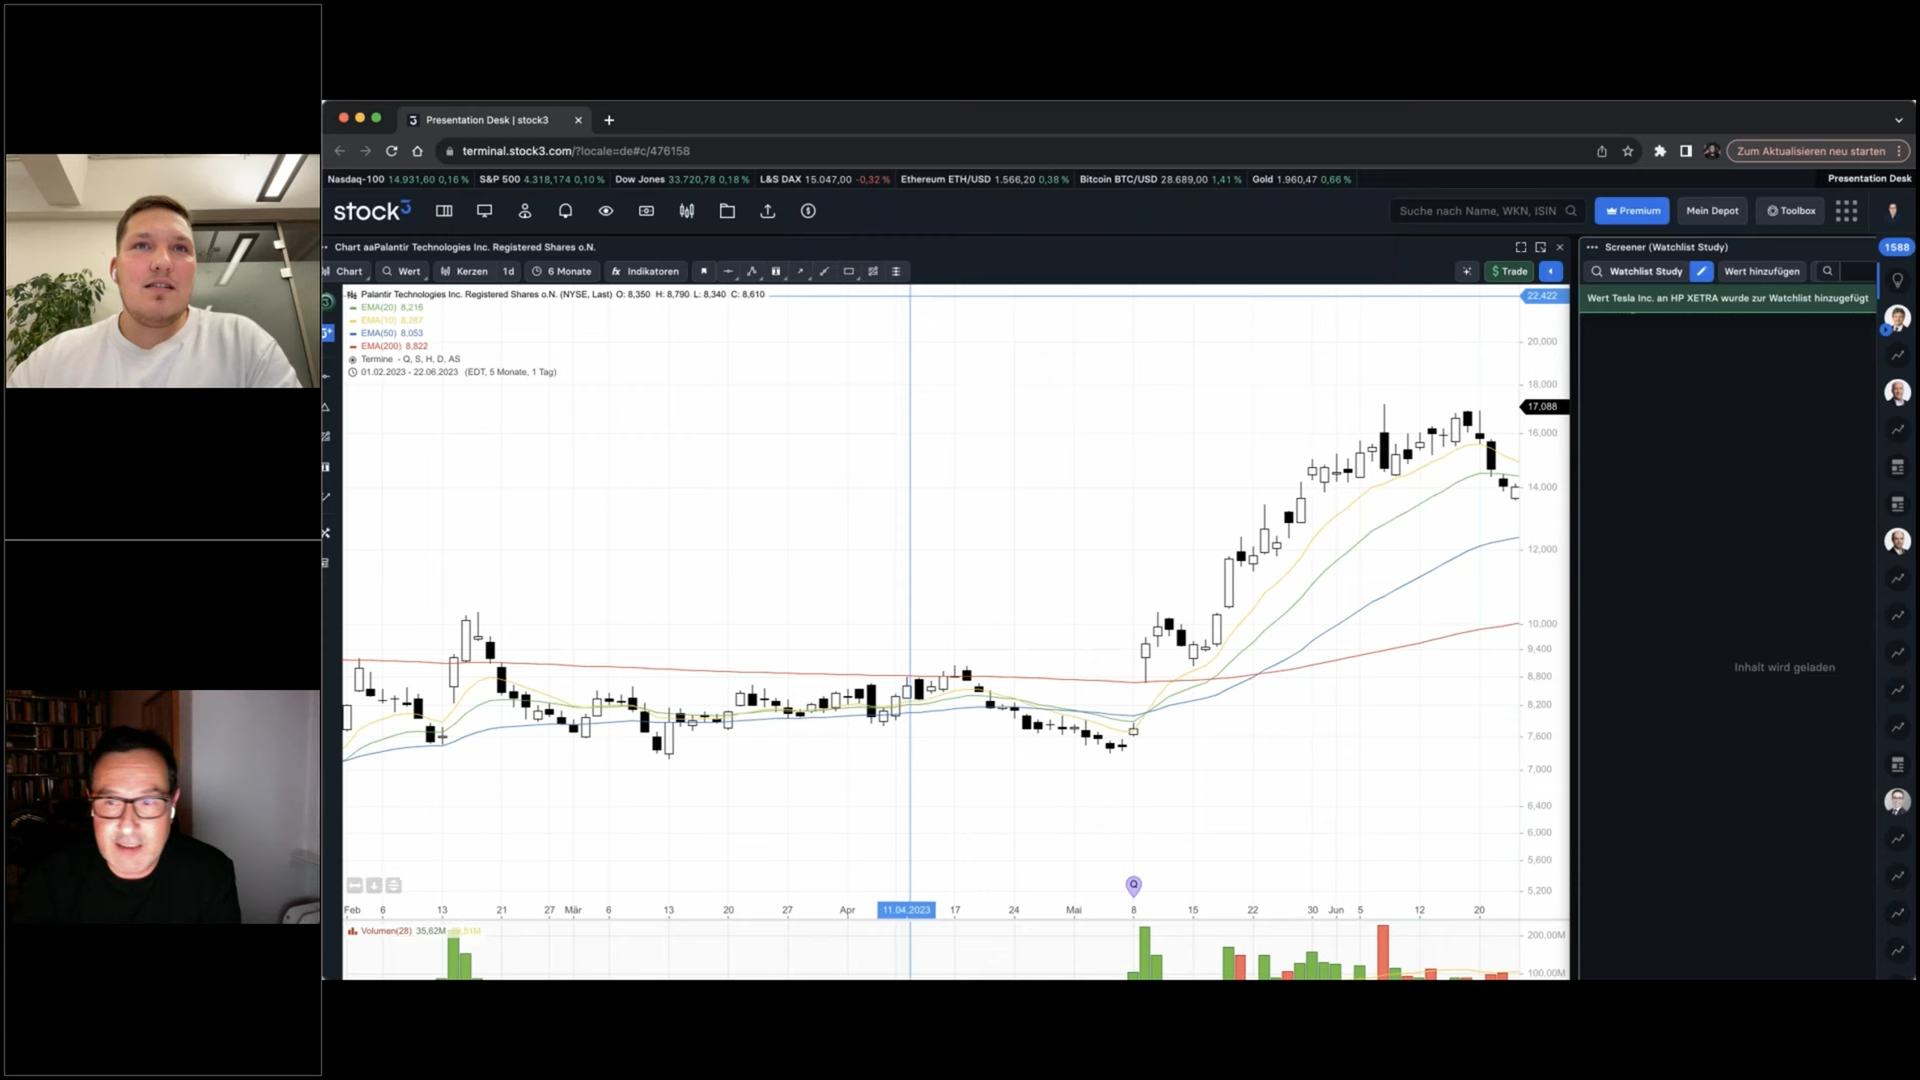 Presentation Desk | stock3
terminal.stock3.com/?locale=de#c/476158
Zum Aktualisieren neu starten
Nasdaq-100 14.931,60 0,16 % S&P 500 4.318,174 0,10 % Dow Jones 33.720,78 0,18 % L&S DAX 15.047,00 -0,32 % Ethereum ETH/USD 1.566,20 0,38 % Bitcoin BTC/USD 28.689,00 1,41 % Gold 1.960,47 0,66 %
Presentation Desk
stock3
Suche nach Name, WKN, ISIN
Premium
Mein Depot
Toolbox
Chart aaPalantir Technologies Inc. Registered Shares o.N.
Screener (Watchlist Study)
1588
Chart Wert Kerzen 1d 6 Monate fx Indikatoren
$ Trade
Watchlist Study
Wert hinzufügen
Wert Tesla Inc. an HP XETRA wurde zur Watchlist hinzugefügt
Palantir Technologies Inc. Registered Shares o.N. (NYSE, Last) O: 8,350 H: 8,790 L: 8,340 C: 8,610
EMA(20) 8,216
EMA(10) 8,287
EMA(50) 8,053
EMA(200) 8,822
Termine - Q, S, H, D, AS
01.02.2023 - 22.06.2023 (EDT, 5 Monate, 1 Tag)
22,422
20,000
18,000
17,088
16,000
14,000
12,000
10,000
9,400
8,800
8,200
7,600
7,000
6,400
6,000
5,600
5,200
Inhalt wird geladen
Q
Feb 6 13 21 27 Mär 6 13 20 27 Apr 11.04.2023 17 24 Mai 8 15 22 30 Jun 5 12 20
Volumen(28) 35,62M
200,00M
100,00M